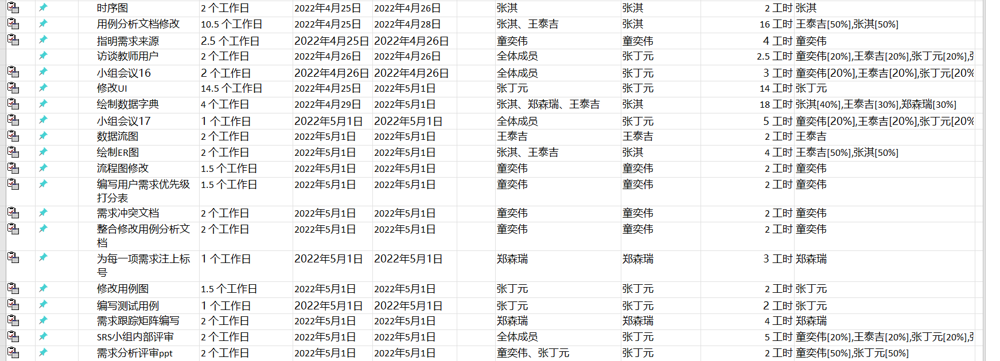 时序图 2 个工作日 2022年4月25日 2022年4月26日 张淇 张淇 2 工时 张淇
用例分析文档修改 10.5 个工作日 2022年4月25日 2022年4月28日 张淇、王泰吉 张淇 16 工时 王泰吉[50%],张淇[50%]
指明需求来源 2.5 个工作日 2022年4月25日 2022年4月26日 童奕伟 童奕伟 4 工时 童奕伟
访谈教师用户 2 个工作日 2022年4月26日 2022年4月26日 全体成员 张丁元 2.5 工时 童奕伟[20%],王泰吉[20%],张丁元[20%],
小组会议16 2 个工作日 2022年4月26日 2022年4月26日 全体成员 张丁元 3 工时 童奕伟[20%],王泰吉[20%],张丁元[20%
修改UI 14.5 个工作日 2022年4月25日 2022年5月1日 张丁元 张丁元 14 工时 张丁元
绘制数据字典 4 个工作日 2022年4月29日 2022年5月1日 张淇、郑森瑞、王泰吉 张淇 18 工时 张淇[40%],王泰吉[30%],郑森瑞[30%]
小组会议17 1 个工作日 2022年5月1日 2022年5月1日 全体成员 张丁元 5 工时 童奕伟[20%],王泰吉[20%],张丁元[20%
数据流图 2 个工作日 2022年5月1日 2022年5月1日 王泰吉 王泰吉 2 工时 王泰吉
绘制ER图 2 个工作日 2022年5月1日 2022年5月1日 张淇、王泰吉 张淇 4 工时 王泰吉[50%],张淇[50%]
流程图修改 1.5 个工作日 2022年5月1日 2022年5月1日 童奕伟 童奕伟 2 工时 童奕伟
编写用户需求优先级 1.5 个工作日 2022年5月1日 2022年5月1日 童奕伟 童奕伟 2 工时 童奕伟
打分表
需求冲突文档 2 个工作日 2022年5月1日 2022年5月1日 童奕伟 童奕伟 2 工时 童奕伟
整合修改用例分析文 2 个工作日 2022年5月1日 2022年5月1日 童奕伟 童奕伟 2 工时 童奕伟
档
为每一项需求注上标 1 个工作日 2022年5月1日 2022年5月1日 郑森瑞 郑森瑞 3 工时 郑森瑞
号
修改用例图 1.5 个工作日 2022年5月1日 2022年5月1日 张丁元 张丁元 2 工时 张丁元
编写测试用例 1 个工作日 2022年5月1日 2022年5月1日 张丁元 张丁元 2 工时 张丁元
需求跟踪矩阵编写 2 个工作日 2022年5月1日 2022年5月1日 郑森瑞 郑森瑞 4 工时 郑森瑞
SRS小组内部评审 2 个工作日 2022年5月1日 2022年5月1日 全体成员 张丁元 5 工时 童奕伟[20%],王泰吉[20%],张丁元[20%],
需求分析评审ppt 2 个工作日 2022年5月1日 2022年5月1日 童奕伟、张丁元 张丁元 2 工时 童奕伟[50%],张丁元[50%]